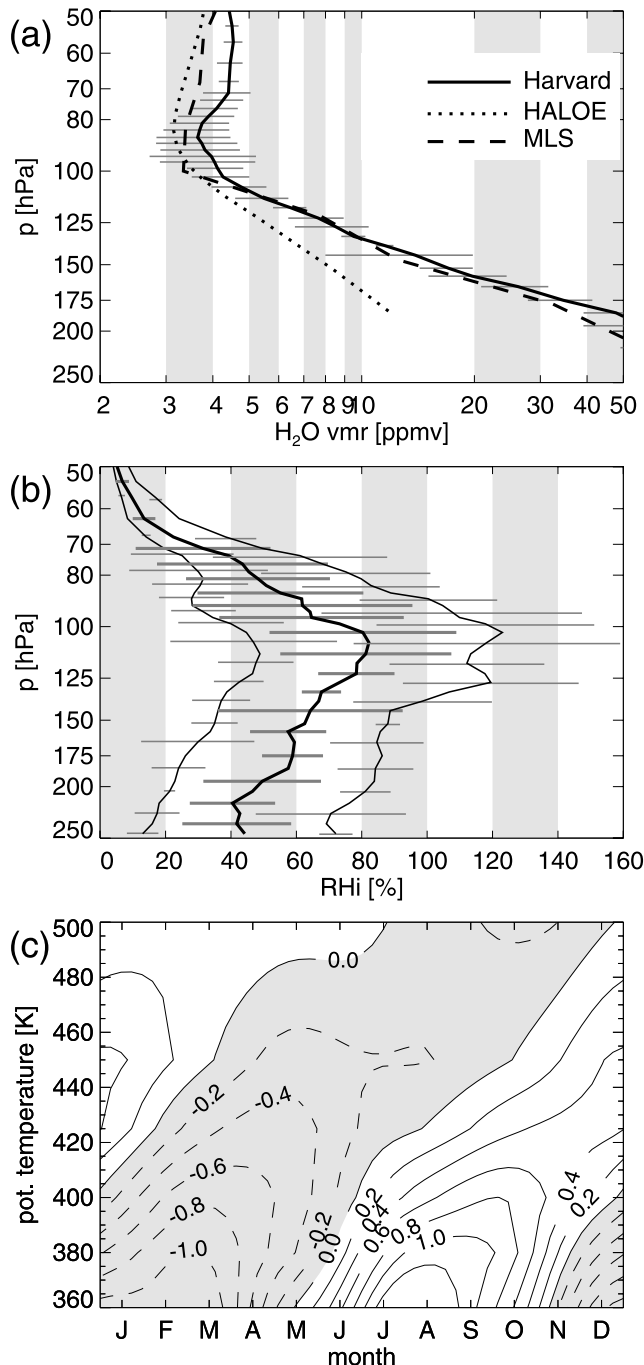 (a)
50
60
70
80
100
125
150
175
200
250
p [hPa]
Harvard
HALOE
MLS
2 3 4 5 6 7 8 9 10 20 30 40 50
H2O vmr [ppmv]
(b)
50
60
70
80
100
125
150
175
200
250
p [hPa]
0 20 40 60 80 100 120 140 160
RHi [%]
(c)
500
480
460
440
420
400
380
360
pot. temperature [K]
0.0
-0.2
-0.4
-0.6
-0.8
-1.0
-0.2
0.0
0.2
0.4
0.6
0.8
1.0
0.4
0.2
J F M A M J J A S O N D
month